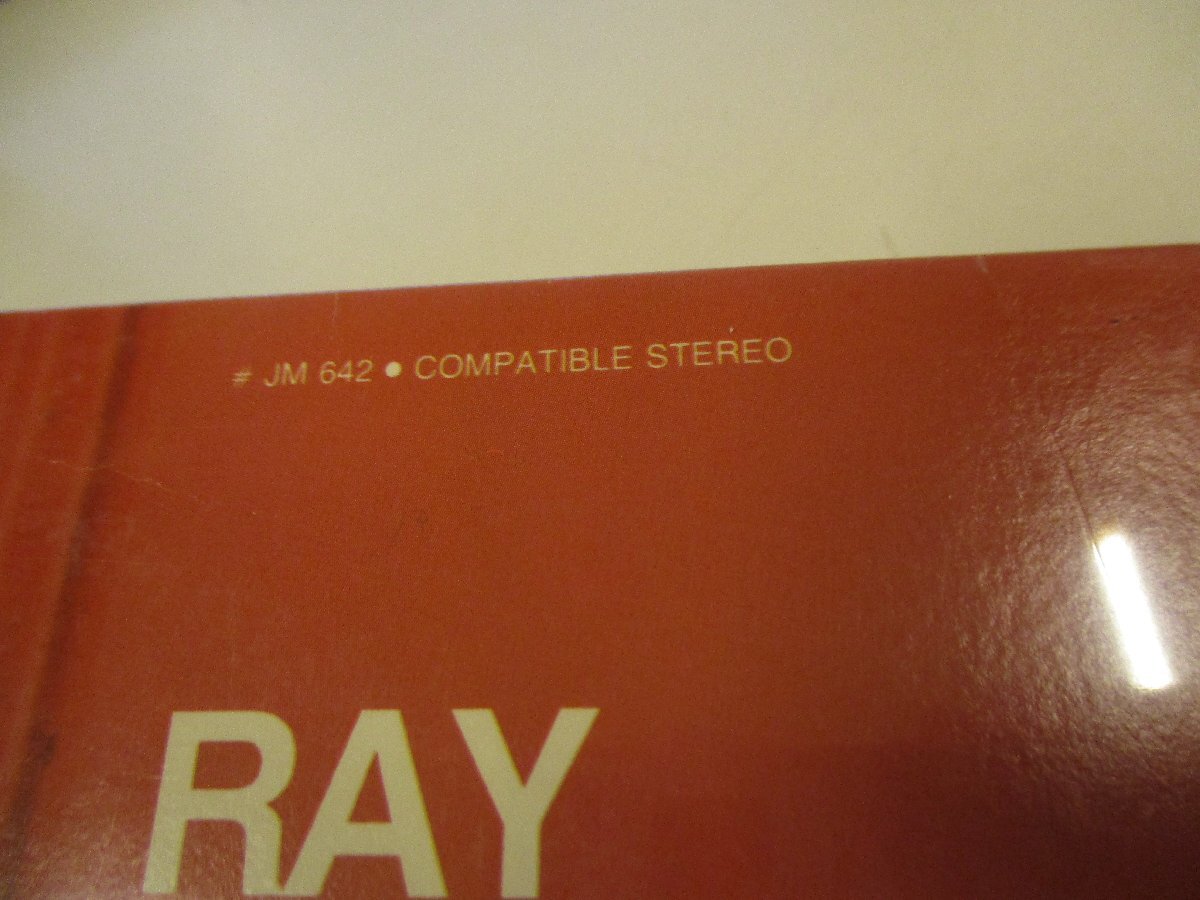 # JM 642 ● COMPATIBLE STEREO
RAY